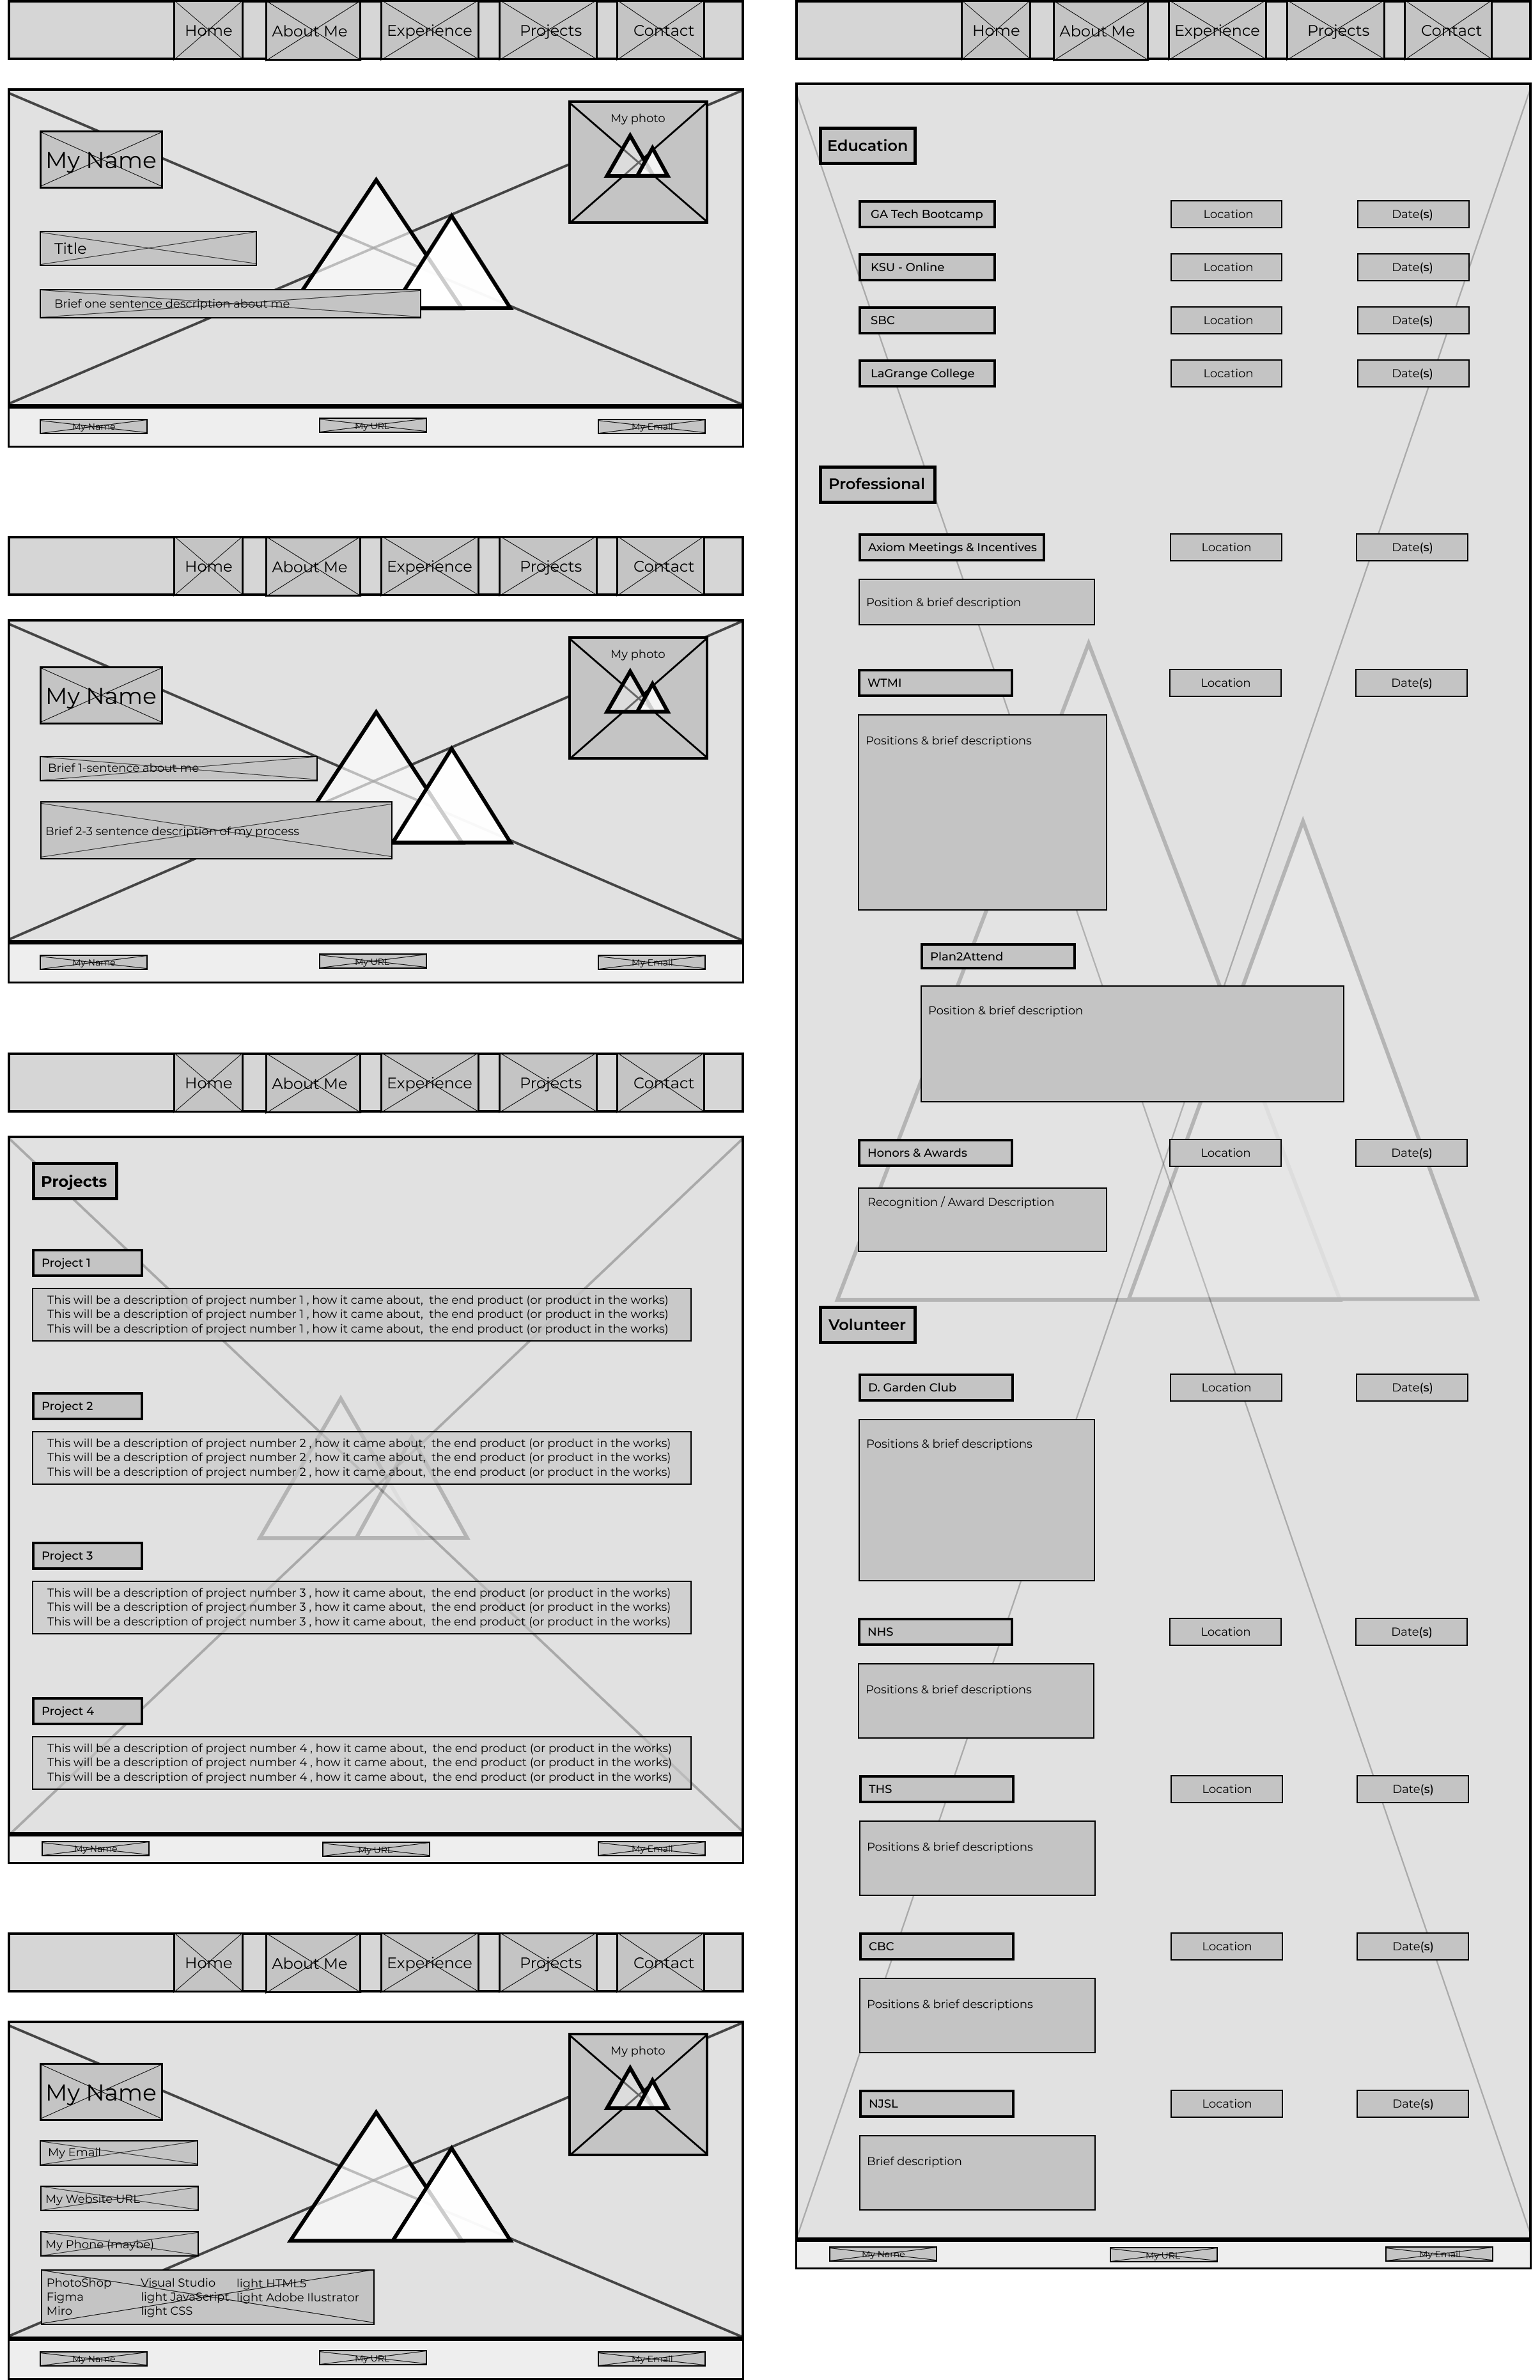 Home About Me Experience Projects Contact
My photo
My Name
Title
Brief one sentence description about me
My Name My URL My Email
Home About Me Experience Projects Contact
My photo
My Name
Brief 1-sentence about me
Brief 2-3 sentence description of my process
My Name My URL My Email
Home About Me Experience Projects Contact
Projects
Project 1
This will be a description of project number 1 , how it came about, the end product (or product in the works)
This will be a description of project number 1 , how it came about, the end product (or product in the works)
This will be a description of project number 1 , how it came about, the end product (or product in the works)
Project 2
This will be a description of project number 2 , how it came about, the end product (or product in the works)
This will be a description of project number 2 , how it came about, the end product (or product in the works)
This will be a description of project number 2 , how it came about, the end product (or product in the works)
Project 3
This will be a description of project number 3 , how it came about, the end product (or product in the works)
This will be a description of project number 3 , how it came about, the end product (or product in the works)
This will be a description of project number 3 , how it came about, the end product (or product in the works)
Project 4
This will be a description of project number 4 , how it came about, the end product (or product in the works)
This will be a description of project number 4 , how it came about, the end product (or product in the works)
This will be a description of project number 4 , how it came about, the end product (or product in the works)
My Name My URL My Email
Home About Me Experience Projects Contact
My photo
My Name
My Email
My Website URL
My Phone (maybe)
PhotoShop Visual Studio light HTML5
Figma light JavaScript light Adobe Ilustrator
Miro light CSS
My Name My URL My Email
Home About Me Experience Projects Contact
Education
GA Tech Bootcamp Location Date(s)
KSU - Online Location Date(s)
SBC Location Date(s)
LaGrange College Location Date(s)
Professional
Axiom Meetings & Incentives Location Date(s)
Position & brief description
WTMI Location Date(s)
Positions & brief descriptions
Plan2Attend
Position & brief description
Honors & Awards Location Date(s)
Recognition / Award Description
Volunteer
D. Garden Club Location Date(s)
Positions & brief descriptions
NHS Location Date(s)
Positions & brief descriptions
THS Location Date(s)
Positions & brief descriptions
CBC Location Date(s)
Positions & brief descriptions
NJSL Location Date(s)
Brief description
My Name My URL My Email